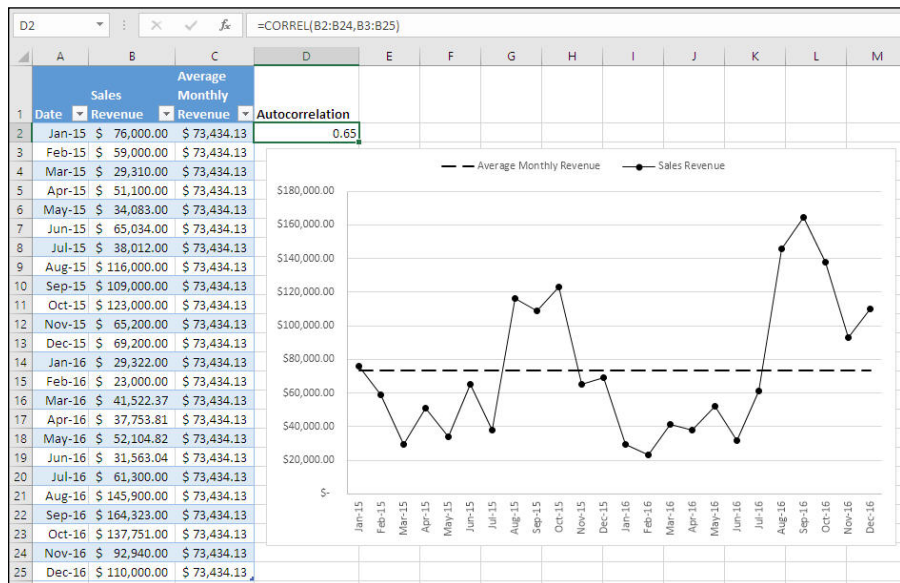 D2 fx =CORREL(B2:B24,B3:B25)
A B C D E F G H I J K L M
Average
Sales Monthly
1 Date Revenue Revenue Autocorrelation
2 Jan-15 $ 76,000.00 $ 73,434.13 0.65
3 Feb-15 $ 59,000.00 $ 73,434.13
4 Mar-15 $ 29,310.00 $ 73,434.13
5 Apr-15 $ 51,100.00 $ 73,434.13
6 May-15 $ 34,083.00 $ 73,434.13
7 Jun-15 $ 65,034.00 $ 73,434.13
8 Jul-15 $ 38,012.00 $ 73,434.13
9 Aug-15 $ 116,000.00 $ 73,434.13
10 Sep-15 $ 109,000.00 $ 73,434.13
11 Oct-15 $ 123,000.00 $ 73,434.13
12 Nov-15 $ 65,200.00 $ 73,434.13
13 Dec-15 $ 69,200.00 $ 73,434.13
14 Jan-16 $ 29,322.00 $ 73,434.13
15 Feb-16 $ 23,000.00 $ 73,434.13
16 Mar-16 $ 41,522.37 $ 73,434.13
17 Apr-16 $ 37,753.81 $ 73,434.13
18 May-16 $ 52,104.82 $ 73,434.13
19 Jun-16 $ 31,563.04 $ 73,434.13
20 Jul-16 $ 61,300.00 $ 73,434.13
21 Aug-16 $ 145,900.00 $ 73,434.13
22 Sep-16 $ 164,323.00 $ 73,434.13
23 Oct-16 $ 137,751.00 $ 73,434.13
24 Nov-16 $ 92,940.00 $ 73,434.13
25 Dec-16 $ 110,000.00 $ 73,434.13
Average Monthly Revenue Sales Revenue
$180,000.00
$160,000.00
$140,000.00
$120,000.00
$100,000.00
$80,000.00
$60,000.00
$40,000.00
$20,000.00
$-
Jan-15 Feb-15 Mar-15 Apr-15 May-15 Jun-15 Jul-15 Aug-15 Sep-15 Oct-15 Nov-15 Dec-15 Jan-16 Feb-16 Mar-16 Apr-16 May-16 Jun-16 Jul-16 Aug-16 Sep-16 Oct-16 Nov-16 Dec-16